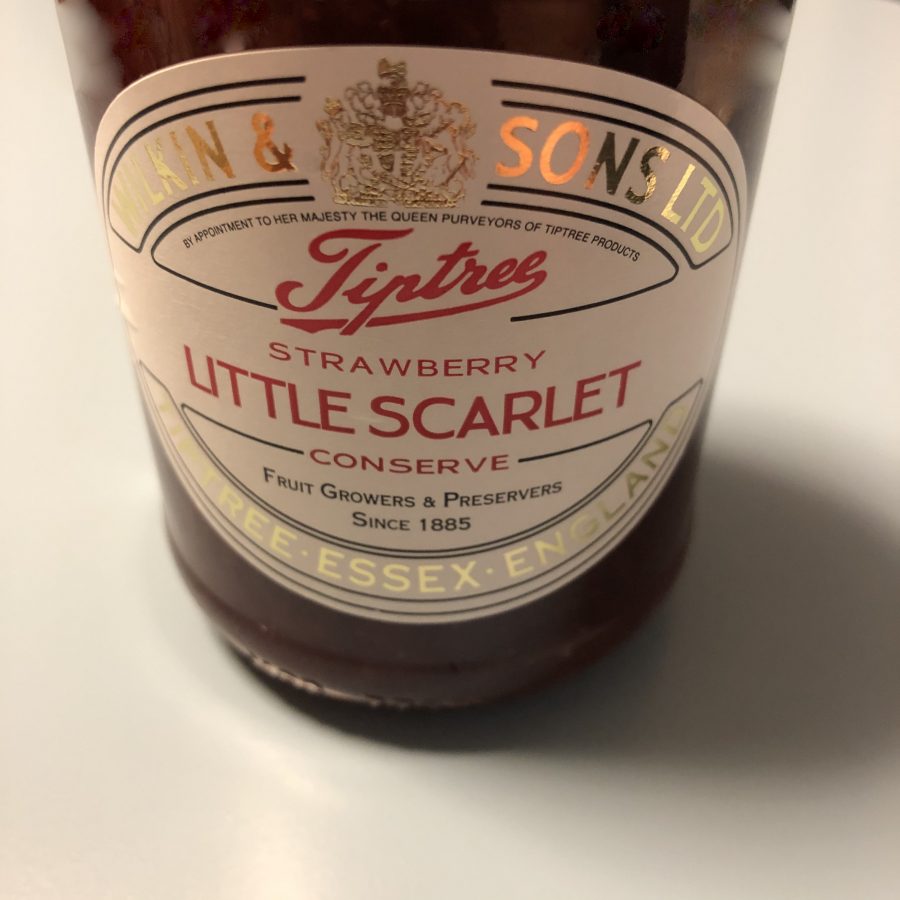 WILKIN & SONS LTD
BY APPOINTMENT TO HER MAJESTY THE QUEEN PURVEYORS OF TIPTREE PRODUCTS
Tiptree
STRAWBERRY
LITTLE SCARLET
CONSERVE
FRUIT GROWERS & PRESERVERS
SINCE 1885
TIPTREE · ESSEX · ENGLAND